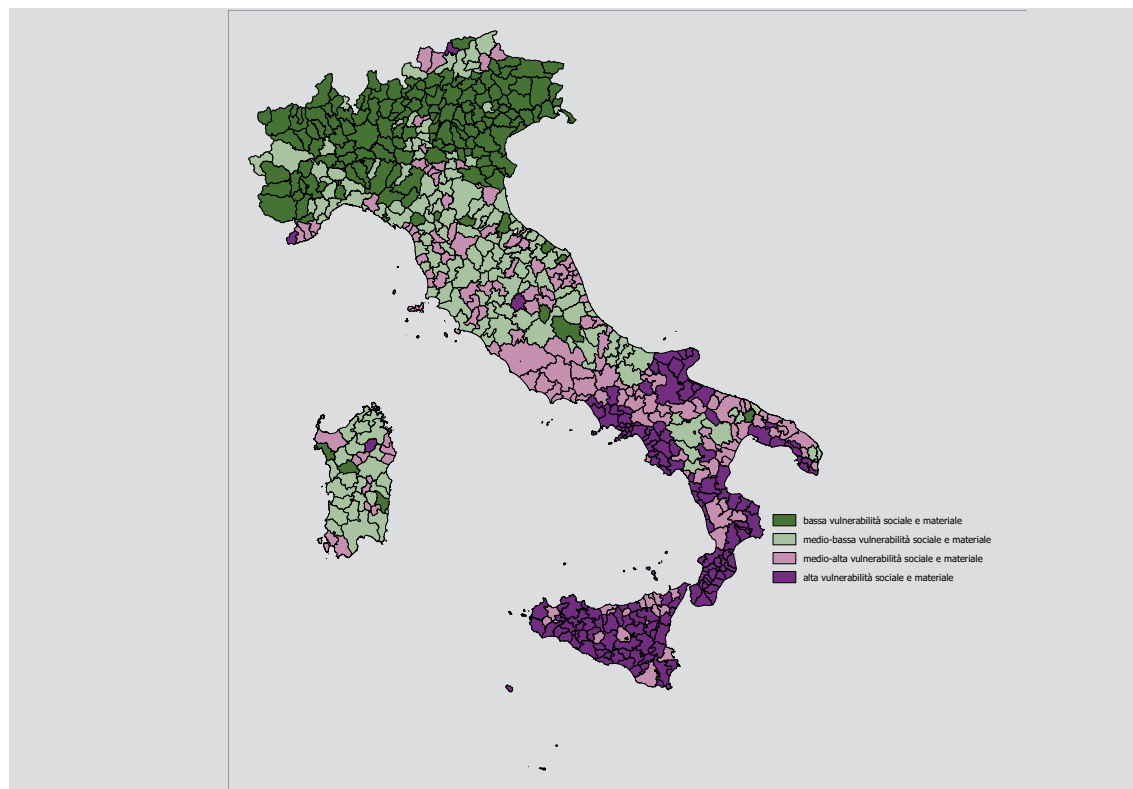 bassa vulnerabilità sociale e materiale
medio-bassa vulnerabilità sociale e materiale
medio-alta vulnerabilità sociale e materiale
alta vulnerabilità sociale e materiale